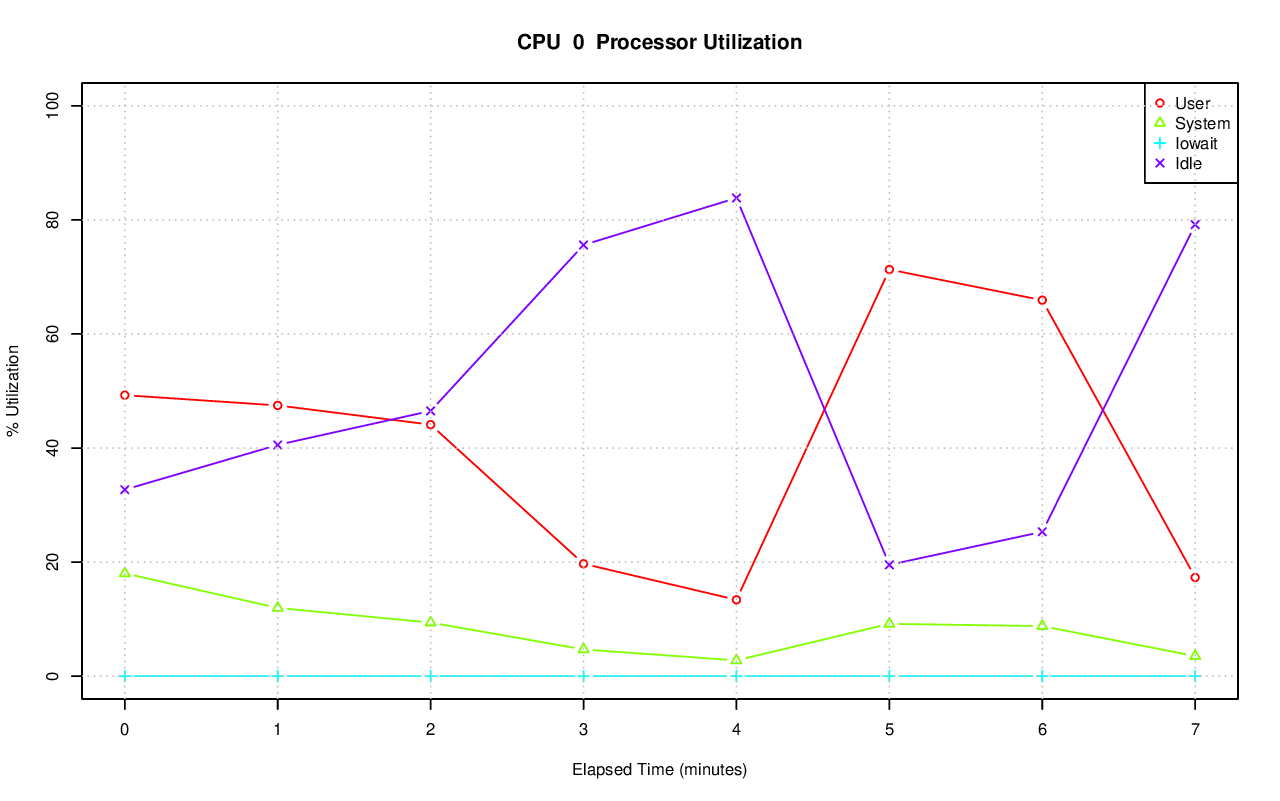 CPU 0 Processor Utilization
% Utilization
100
80
60
40
20
0
User
System
Iowait
Idle
0 1 2 3 4 5 6 7
Elapsed Time (minutes)